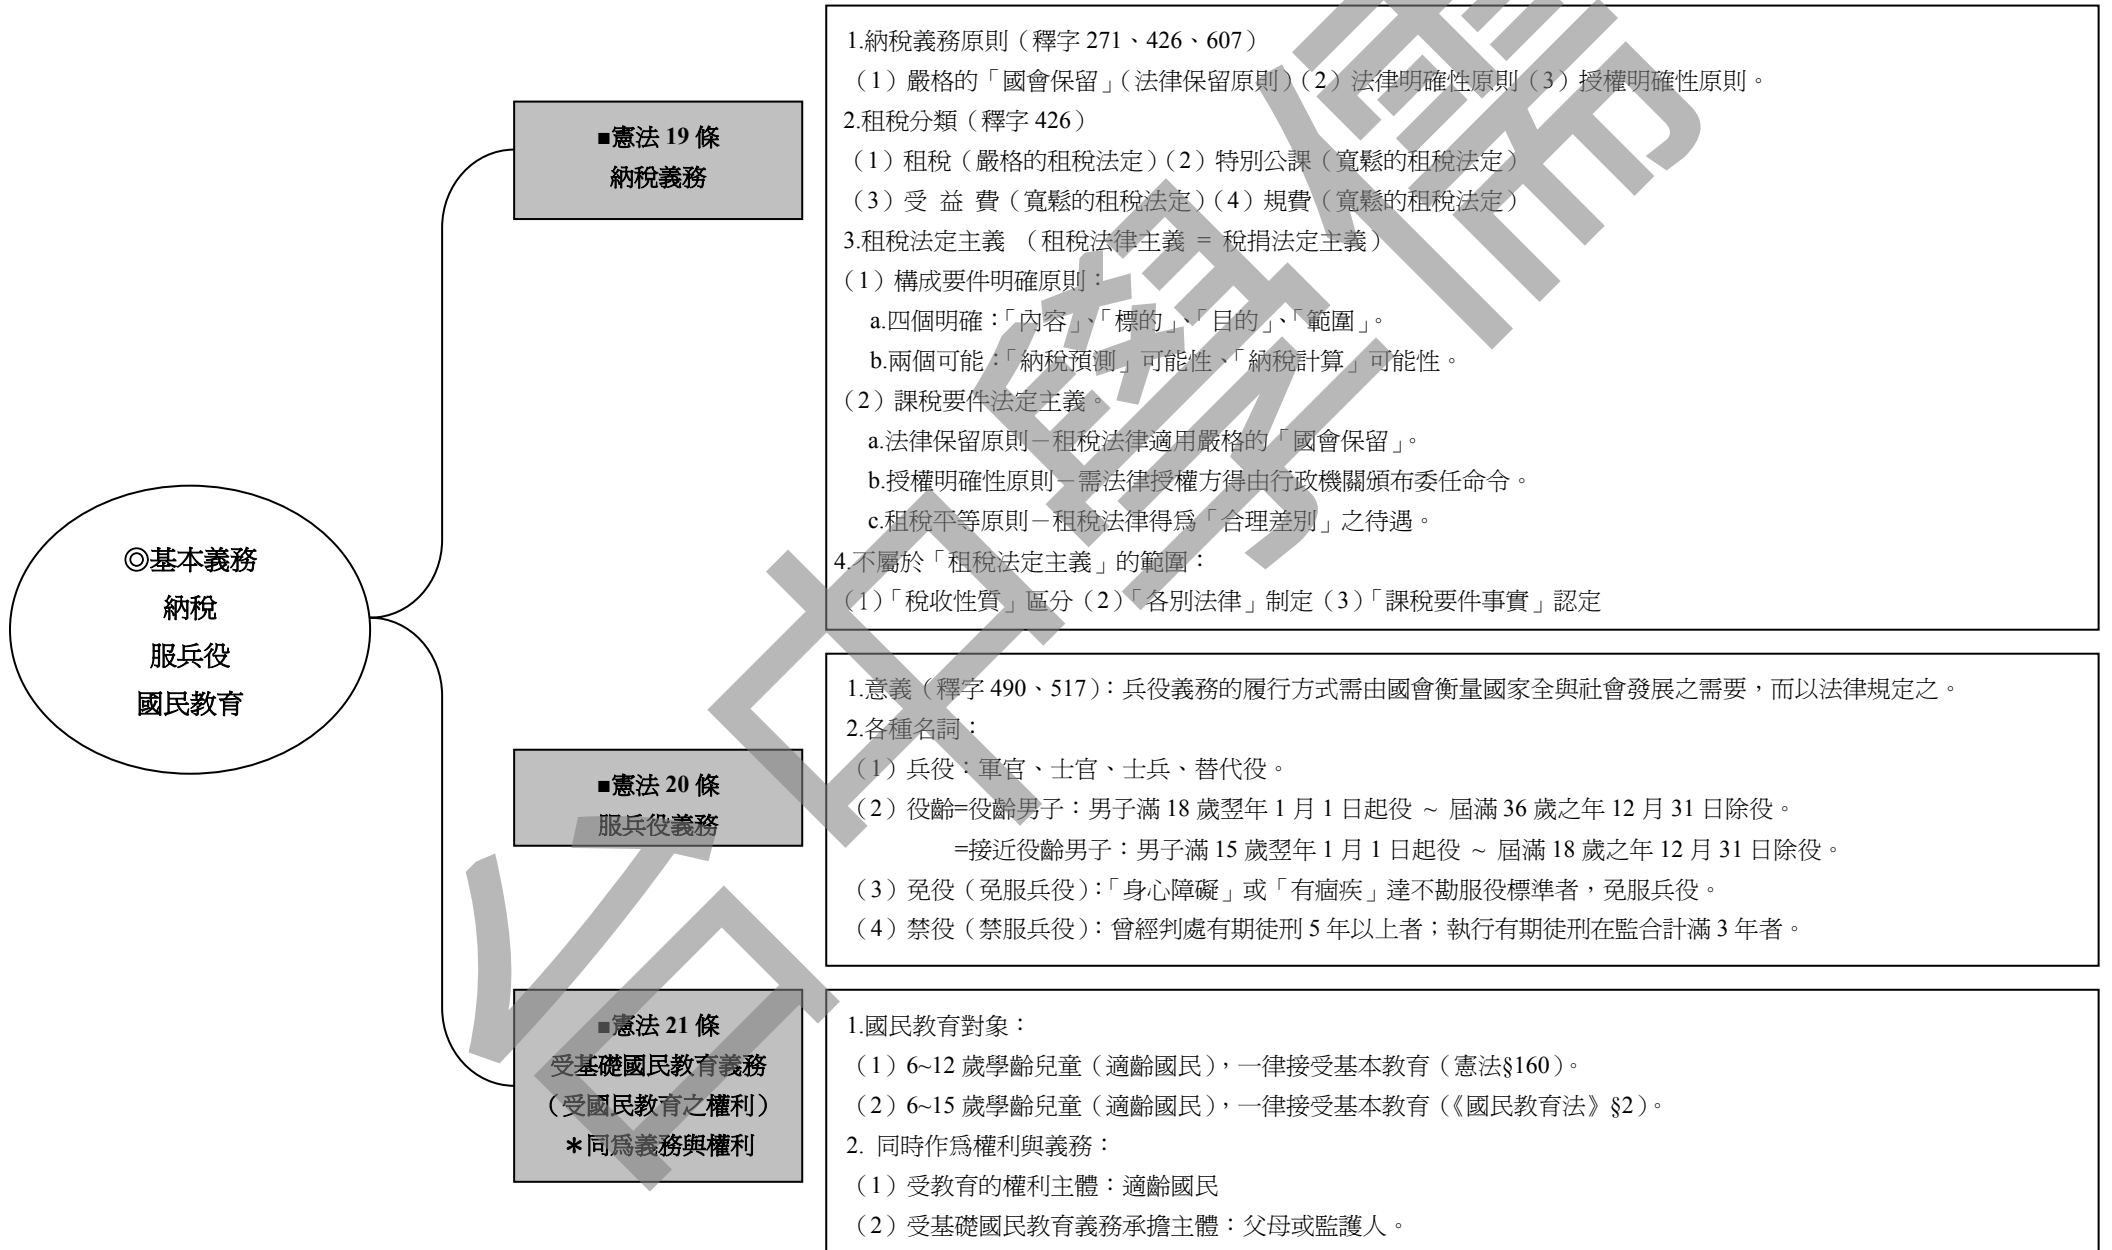 ◎基本義務
納稅
服兵役
國民教育
■憲法 19 條
納稅義務
1.納稅義務原則（釋字 271、426、607）
（1）嚴格的「國會保留」（法律保留原則）（2）法律明確性原則（3）授權明確性原則。
2.租稅分類（釋字 426）
（1）租稅（嚴格的租稅法定）（2）特別公課（寬鬆的租稅法定）
（3）受 益 費（寬鬆的租稅法定）（4）規費（寬鬆的租稅法定）
3.租稅法定主義 （租稅法律主義 = 稅捐法定主義）
（1）構成要件明確原則：
a.四個明確：「內容」、「標的」、「目的」、「範圍」。
b.兩個可能：「納稅預測」可能性、「納稅計算」可能性。
（2）課稅要件法定主義。
a.法律保留原則－租稅法律適用嚴格的「國會保留」。
b.授權明確性原則－需法律授權方得由行政機關頒布委任命令。
c.租稅平等原則－租稅法律得為「合理差別」之待遇。
4.不屬於「租稅法定主義」的範圍：
（1）「稅收性質」區分（2）「各別法律」制定（3）「課稅要件事實」認定
■憲法 20 條
服兵役義務
1.意義（釋字 490、517）：兵役義務的履行方式需由國會衡量國家全與社會發展之需要，而以法律規定之。
2.各種名詞：
（1）兵役：軍官、士官、士兵、替代役。
（2）役齡=役齡男子：男子滿 18 歲翌年 1 月 1 日起役 ~ 屆滿 36 歲之年 12 月 31 日除役。
=接近役齡男子：男子滿 15 歲翌年 1 月 1 日起役 ~ 屆滿 18 歲之年 12 月 31 日除役。
（3）免役（免服兵役）：「身心障礙」或「有痼疾」達不勘服役標準者，免服兵役。
（4）禁役（禁服兵役）：曾經判處有期徒刑 5 年以上者；執行有期徒刑在監合計滿 3 年者。
■憲法 21 條
受基礎國民教育義務
（受國民教育之權利）
＊同為義務與權利
1.國民教育對象：
（1）6~12 歲學齡兒童（適齡國民），一律接受基本教育（憲法§160）。
（2）6~15 歲學齡兒童（適齡國民），一律接受基本教育（《國民教育法》§2）。
2. 同時作為權利與義務：
（1）受教育的權利主體：適齡國民
（2）受基礎國民教育義務承擔主體：父母或監護人。
台中學儒